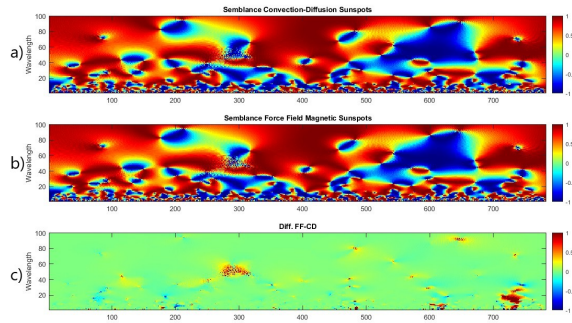 Semblance Convection-Diffusion Sunspots
a)
Wavelength
100
80
60
40
20
100 200 300 400 500 600 700
1
0.5
0
-0.5
-1
Semblance Force Field Magnetic Sunspots
b)
Wavelength
100
80
60
40
20
100 200 300 400 500 600 700
1
0.5
0
-0.5
-1
Diff. FF-CD
c)
Wavelength
100
80
60
40
20
100 200 300 400 500 600 700
1
0.5
0
-0.5
-1